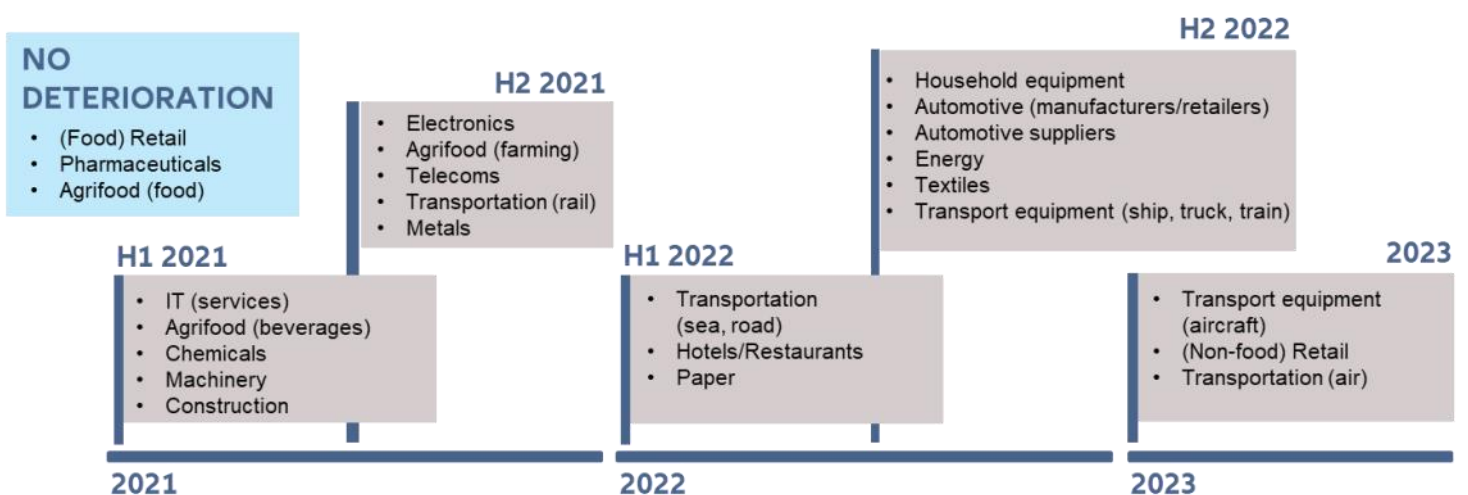 NO
DETERIORATION
• (Food) Retail
• Pharmaceuticals
• Agrifood (food)
H1 2021
• IT (services)
• Agrifood (beverages)
• Chemicals
• Machinery
• Construction
H2 2021
• Electronics
• Agrifood (farming)
• Telecoms
• Transportation (rail)
• Metals
H1 2022
• Transportation
(sea, road)
• Hotels/Restaurants
• Paper
H2 2022
• Household equipment
• Automotive (manufacturers/retailers)
• Automotive suppliers
• Energy
• Textiles
• Transport equipment (ship, truck, train)
2023
• Transport equipment
(aircraft)
• (Non-food) Retail
• Transportation (air)
2021
2022
2023